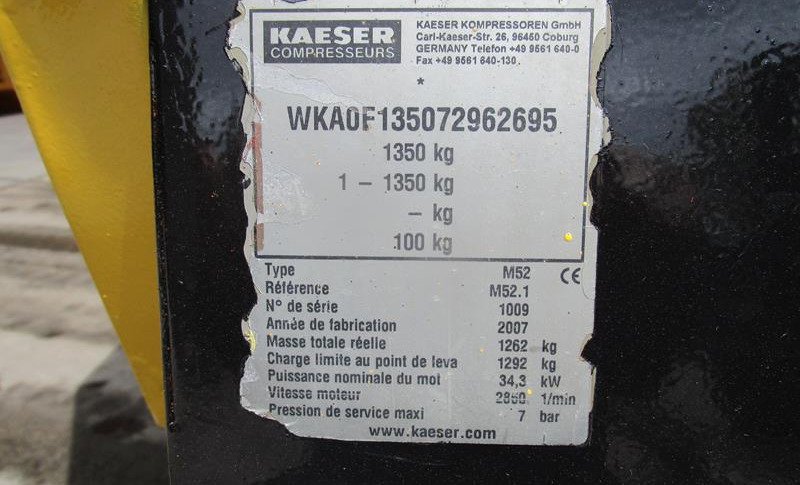 KAESER
COMPRESSEURS
KAESER KOMPRESSOREN GmbH
Carl-Kaeser-Str. 26, 96450 Coburg
GERMANY Telefon +49 9561 640-0
Fax +49 9561 640-130
*
WKA0F135072962695
1350 kg
1 – 1350 kg
– kg
100 kg
Type M52 CE
Référence M52.1
N° de série 1009
Année de fabrication 2007
Masse totale réelle 1262 kg
Charge limite au point de leva 1292 kg
Puissance nominale du mot 34,3 kW
Vitesse moteur 1/min
Pression de service maxi 7 bar
www.kaeser.com